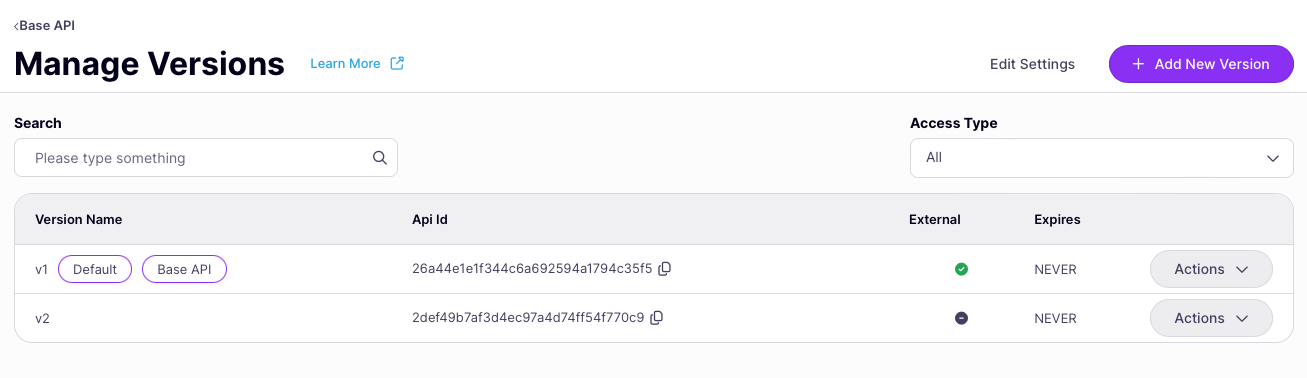 ‹Base API
Manage Versions Learn More Edit Settings + Add New Version
Search Access Type
Please type something All
Version Name Api Id External Expires
v1 Default Base API 26a44e1e1f344c6a692594a1794c35f5 NEVER Actions
v2 2def49b7af3d4ec97a4d74ff54f770c9 NEVER Actions